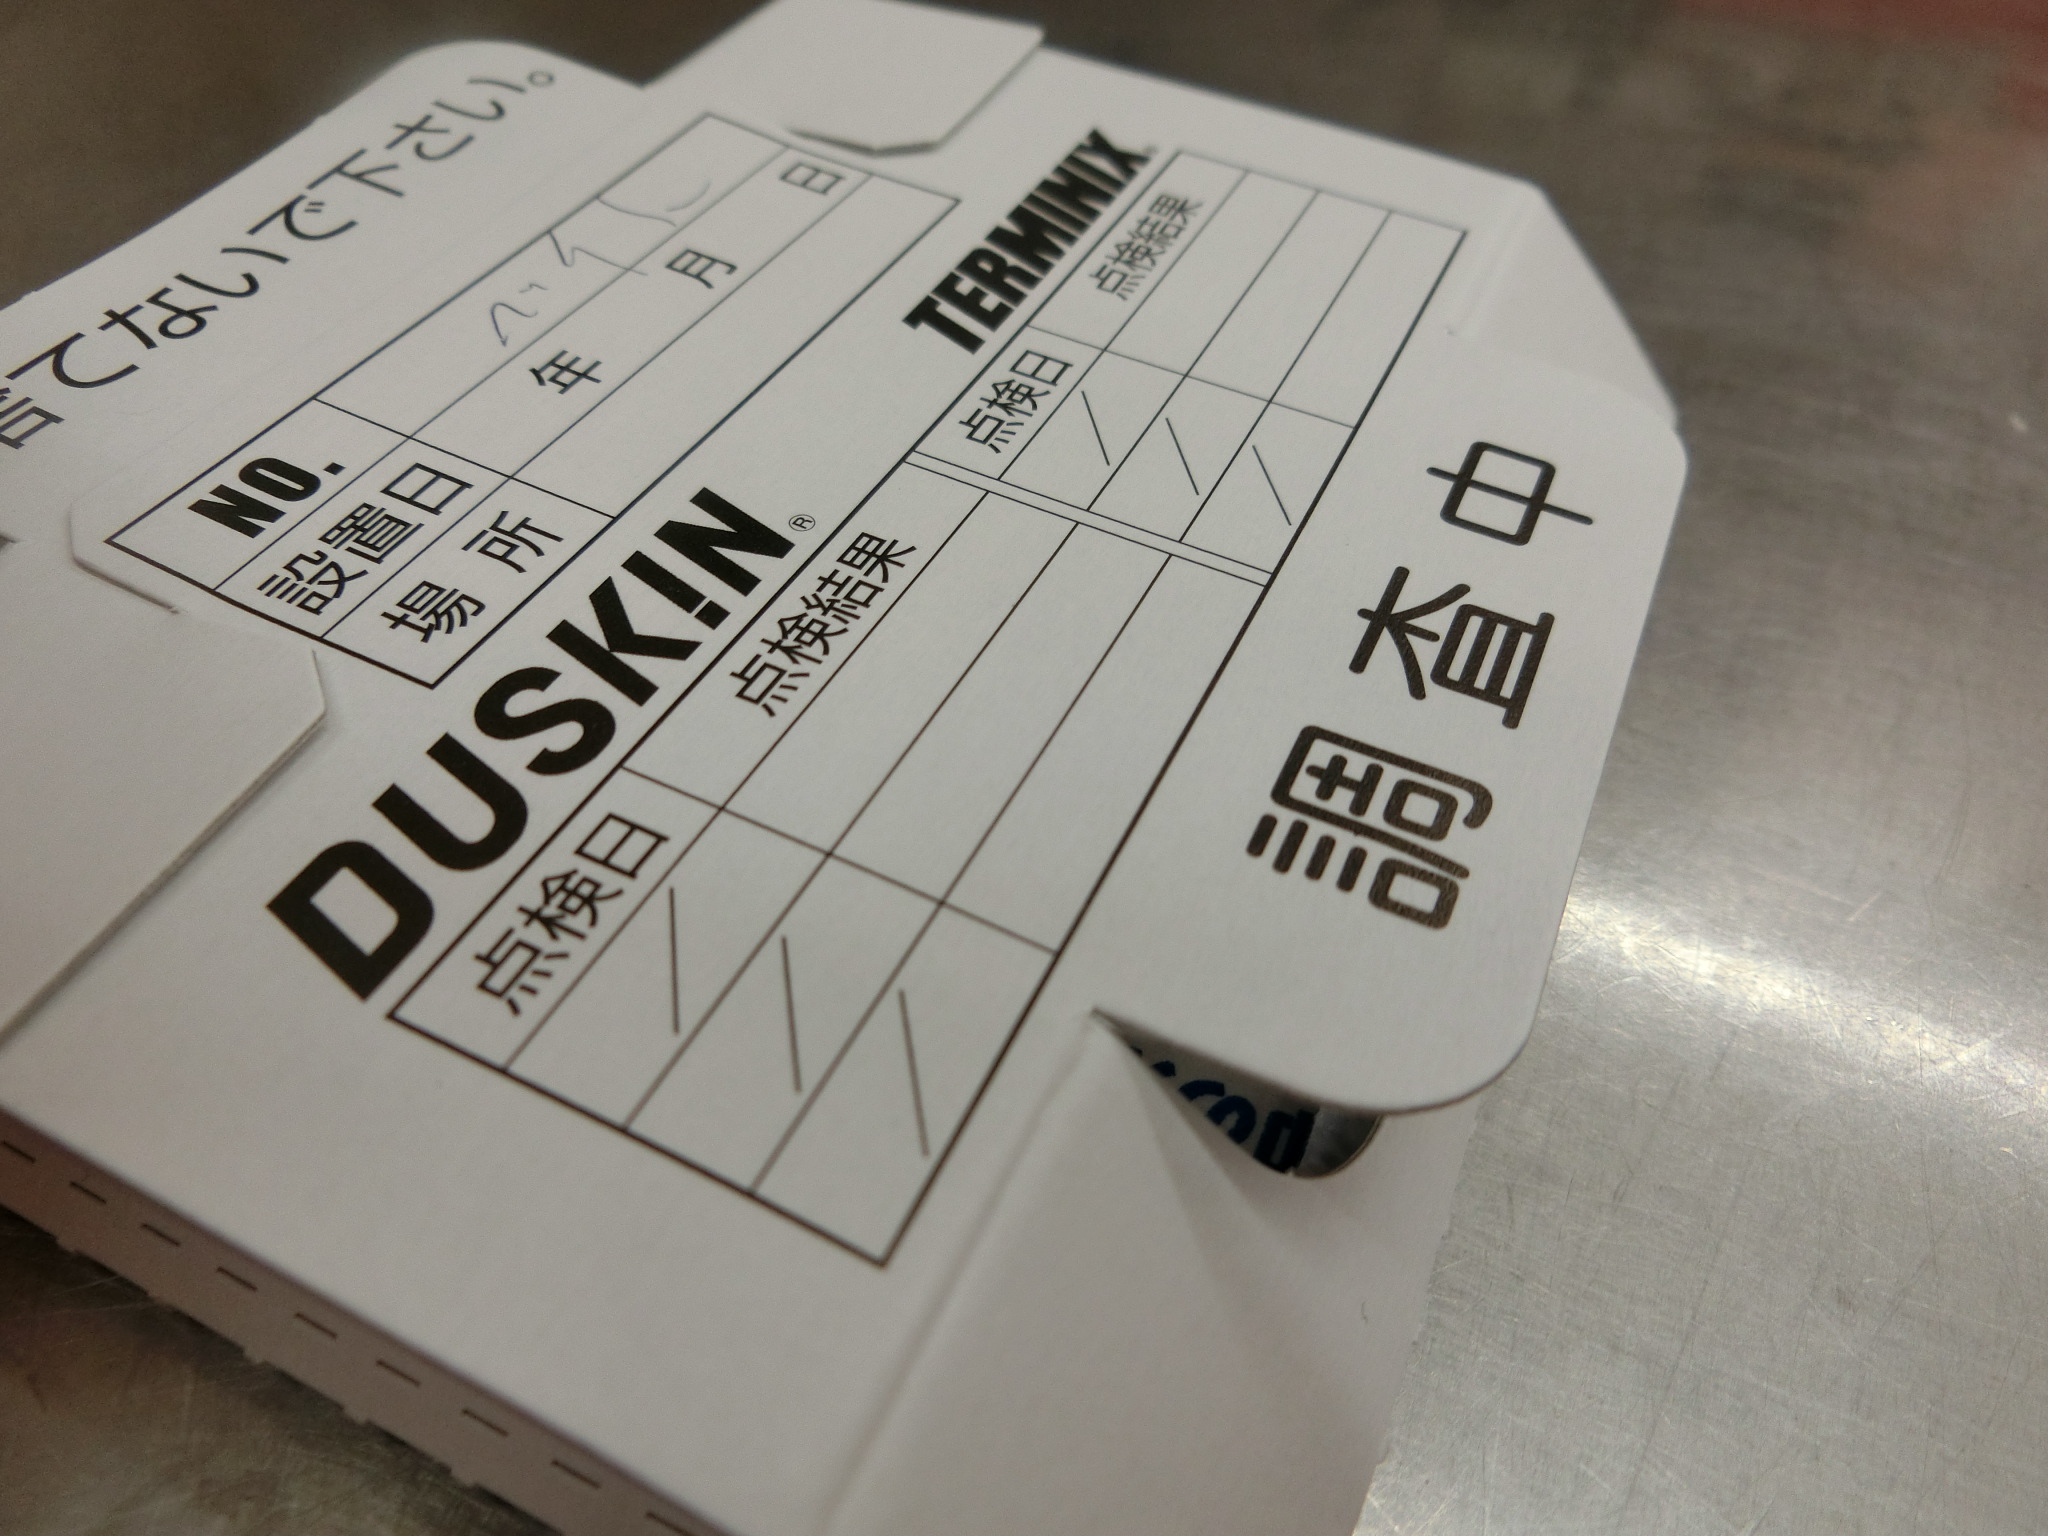 捨てないで下さい。
NO.
設置日 年 月 日
場所
DUSKIN®
TERMINIX®
点検日 点検結果 点検日 点検結果
/ /
/ /
/ /
調査中